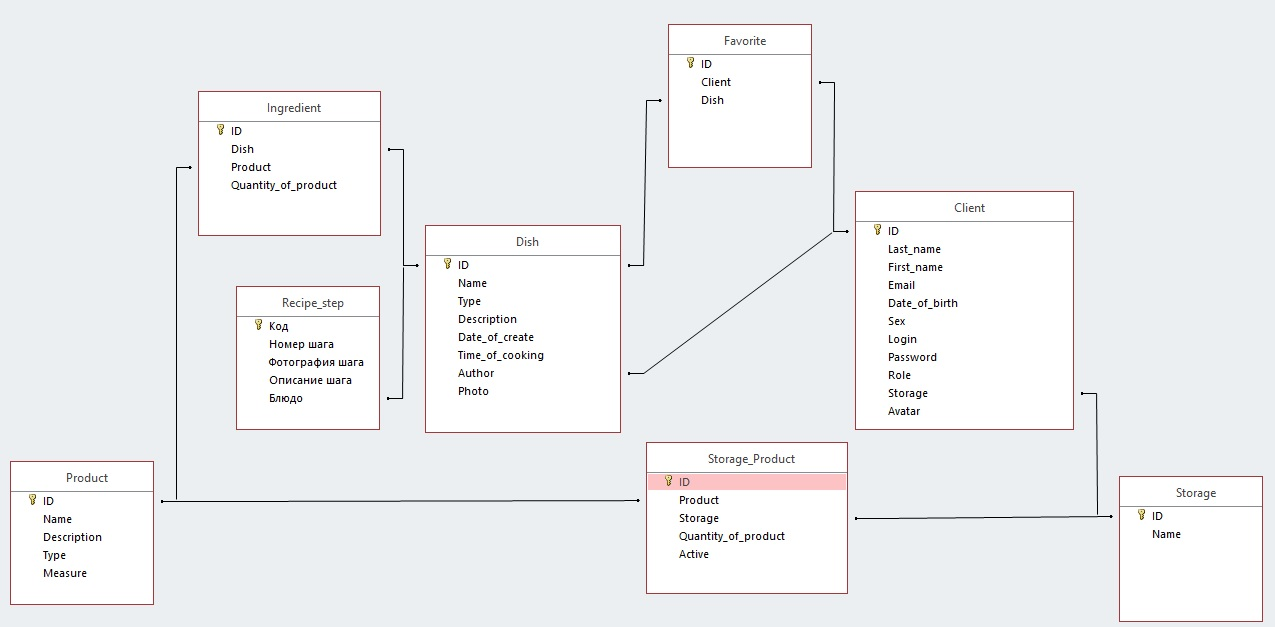 Favorite
ID
Client
Dish
Ingredient
ID
Dish
Product
Quantity_of_product
Client
ID
Last_name
First_name
Email
Date_of_birth
Sex
Login
Password
Role
Storage
Avatar
Dish
ID
Name
Type
Description
Date_of_create
Time_of_cooking
Author
Photo
Recipe_step
Код
Номер шага
Фотография шага
Описание шага
Блюдо
Product
ID
Name
Description
Type
Measure
Storage_Product
ID
Product
Storage
Quantity_of_product
Active
Storage
ID
Name